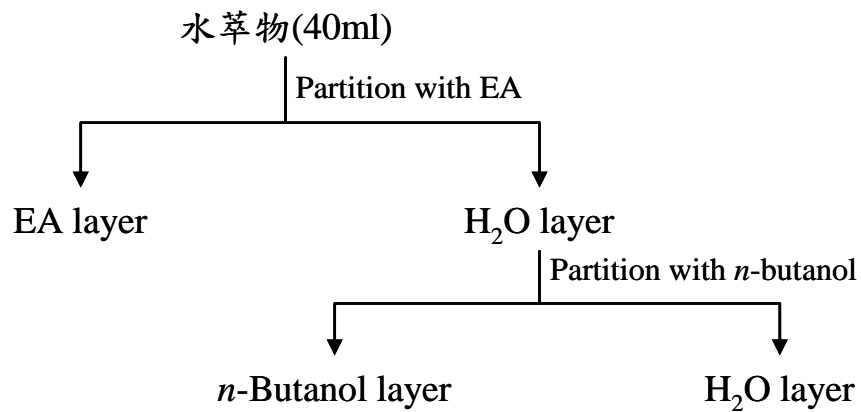 水萃物(40ml)
Partition with EA
EA layer
H₂O layer
Partition with n-butanol
n-Butanol layer
H₂O layer